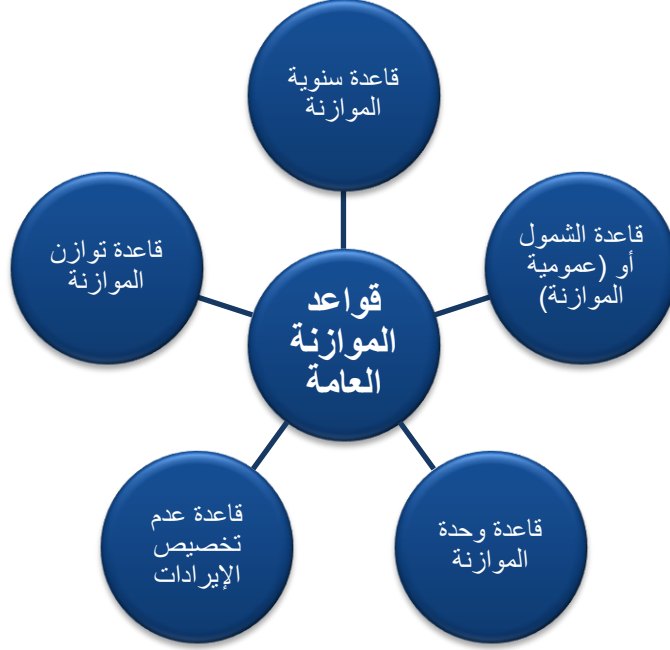 قاعدة سنوية
الموازنة
قاعدة الشمول
أو (عمومية
الموازنة)
قاعدة وحدة
الموازنة
قاعدة عدم
تخصيص
الإيرادات
قاعدة توازن
الموازنة
قواعد
الموازنة
العامة